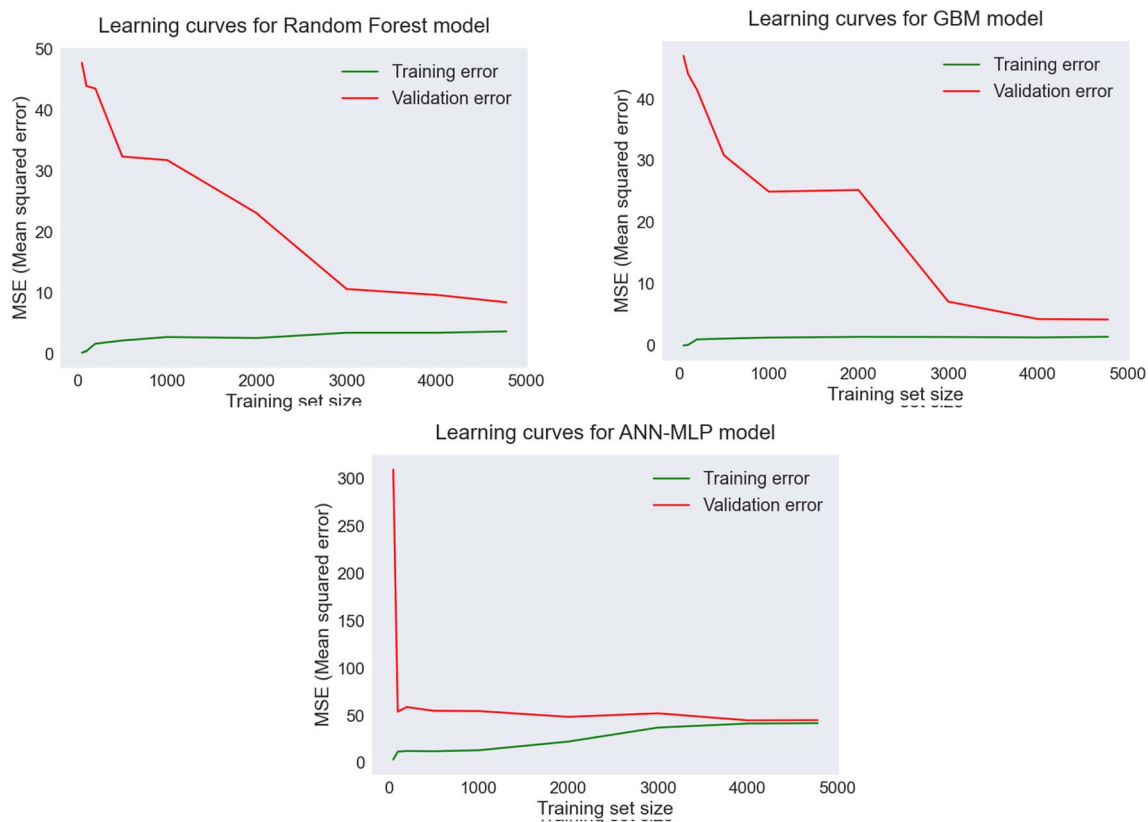 Learning curves for Random Forest model
MSE (Mean squared error)
50
40
30
20
10
0
Training error
Validation error
0 1000 2000 3000 4000 5000
Training set size
Learning curves for GBM model
MSE (Mean squared error)
40
30
20
10
0
Training error
Validation error
0 1000 2000 3000 4000 5000
Training set size
Learning curves for ANN-MLP model
MSE (Mean squared error)
300
250
200
150
100
50
0
Training error
Validation error
0 1000 2000 3000 4000 5000
Training set size